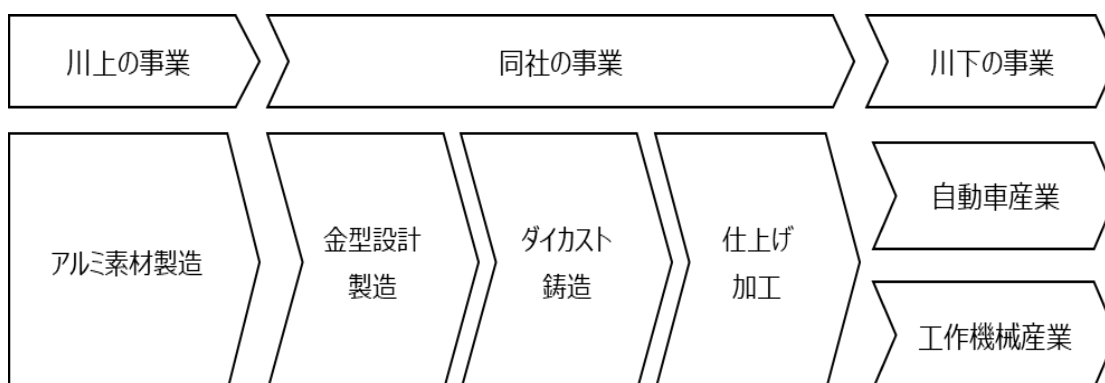 川上の事業
同社の事業
川下の事業
アルミ素材製造
金型設計
製造
ダイカスト
鋳造
仕上げ
加工
自動車産業
工作機械産業